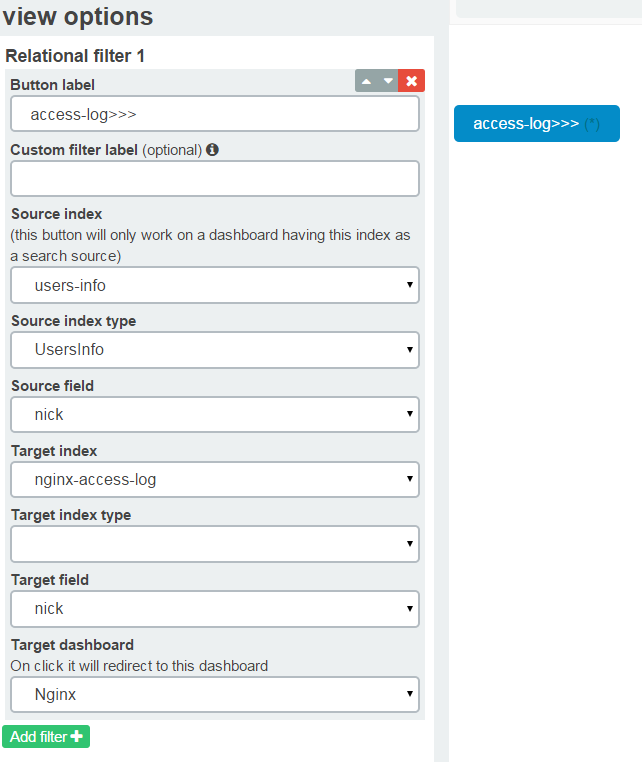 view options
Relational filter 1
Button label
access-log>>>
Custom filter label (optional)
Source index
(this button will only work on a dashboard having this index as
a search source)
users-info
Source index type
UsersInfo
Source field
nick
Target index
nginx-access-log
Target index type
Target field
nick
Target dashboard
On click it will redirect to this dashboard
Nginx
Add filter
access-log>>> (*)